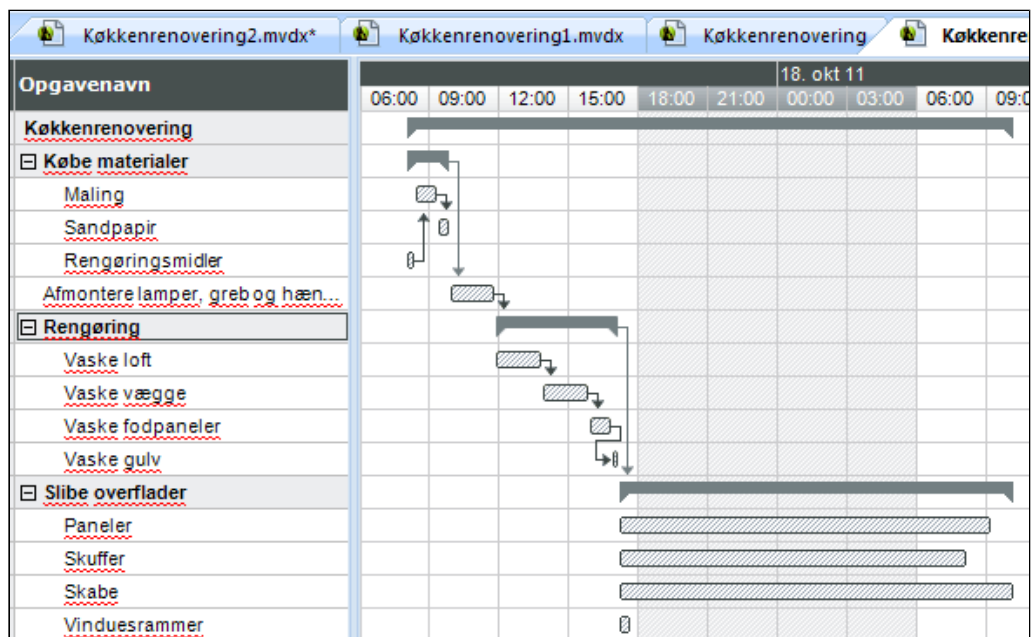 Køkkenrenovering2.mvdx* Køkkenrenovering1.mvdx Køkkenrenovering Køkkenre
Opgavenavn
18. okt 11
06:00 09:00 12:00 15:00 18:00 21:00 00:00 03:00 06:00 09:0
Køkkenrenovering
Købe materialer
Maling
Sandpapir
Rengøringsmidler
Afmontere lamper, greb og hæn...
Rengøring
Vaske loft
Vaske vægge
Vaske fodpaneler
Vaske gulv
Slibe overflader
Paneler
Skuffer
Skabe
Vinduesrammer